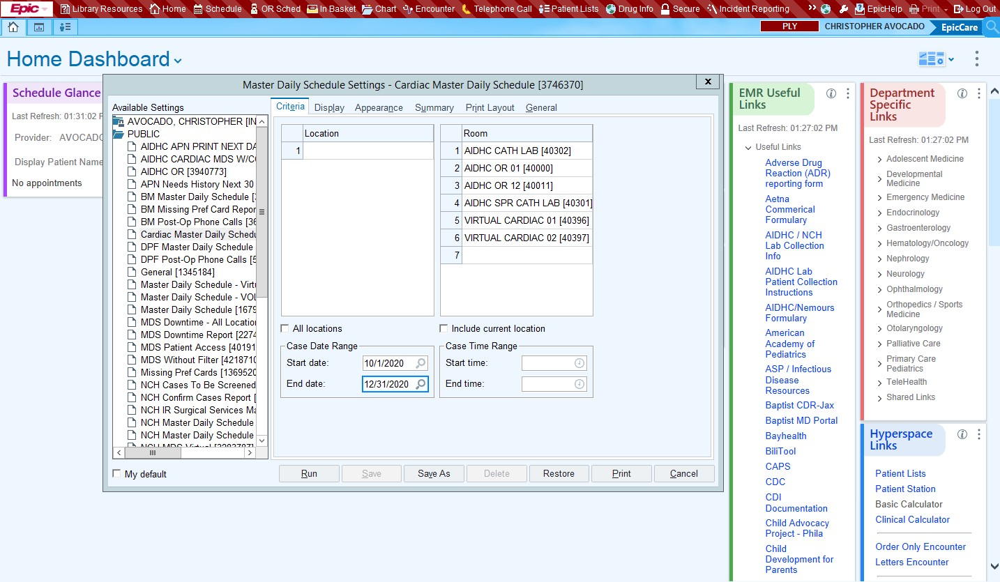 Epic Library Resources Home Schedule OR Sched In Basket Chart Encounter Telephone Call Patient Lists Drug Info Secure Incident Reporting EpicHelp Print Log Out
PLY CHRISTOPHER AVOCADO EpicCare
Home Dashboard
Schedule Glance
Last Refresh: 01:31:02 P
Provider: AVOCADO
Display Patient Name
No appointments
Master Daily Schedule Settings - Cardiac Master Daily Schedule [3746370]
x
Available Settings
AVOCADO, CHRISTOPHER [IN
PUBLIC
AIDHC APN PRINT NEXT DA
AIDHC CARDIAC MDS W/CO
AIDHC OR [3940773]
APN Needs History Next 30
BM Master Daily Schedule [
BM Missing Pref Card Repor
BM Post-Op Phone Calls [36
Cardiac Master Daily Schedu
DPF Master Daily Schedule
DPF Post-Op Phone Calls [5
General [1345184]
Master Daily Schedule - Virtu
Master Daily Schedule - VOL
Master Daily Schedule [1679
MDS Downtime - All Location
MDS Downtime Report [2274
MDS Patient Access [40191
MDS Without Filter [4218710
Missing Pref Cards [1369520
NCH Cases To Be Screened
NCH Confirm Cases Report [
NCH IR Surgical Services Ma
NCH Master Daily Schedule
NCH Master Daily Schedule
NCH MDS Virtual [3283787]
My default
Criteria Display Appearance Summary Print Layout General
Location
1
Room
1 AIDHC CATH LAB [40302]
2 AIDHC OR 01 [40000]
3 AIDHC OR 12 [40011]
4 AIDHC SPR CATH LAB [40301]
5 VIRTUAL CARDIAC 01 [40396]
6 VIRTUAL CARDIAC 02 [40397]
7
All locations
Include current location
Case Date Range
Start date: 10/1/2020
End date: 12/31/2020
Case Time Range
Start time:
End time:
Run Save Save As Delete Restore Print Cancel
EMR Useful
Links
Last Refresh: 01:27:02 PM
Useful Links
Adverse Drug
Reaction (ADR)
reporting form
Aetna
Commerical
Formulary
AIDHC / NCH
Lab Collection
Info
AIDHC Lab
Patient Collection
Instructions
AIDHC/Nemours
Formulary
American
Academy of
Pediatrics
ASP / Infectious
Disease
Resources
Baptist CDR-Jax
Baptist MD Portal
Bayhealth
BiliTool
CAPS
CDC
CDI
Documentation
Child Advocacy
Project - Phila
Child
Development for
Parents
Department
Specific
Links
Last Refresh: 01:27:02 PM
Adolescent Medicine
Developmental
Medicine
Emergency Medicine
Endocrinology
Gastroenterology
Hematology/Oncology
Nephrology
Neurology
Ophthalmology
Orthopedics / Sports
Medicine
Otolaryngology
Palliative Care
Primary Care
Pediatrics
TeleHealth
Shared Links
Hyperspace
Links
Patient Lists
Patient Station
Basic Calculator
Clinical Calculator
Order Only Encounter
Letters Encounter